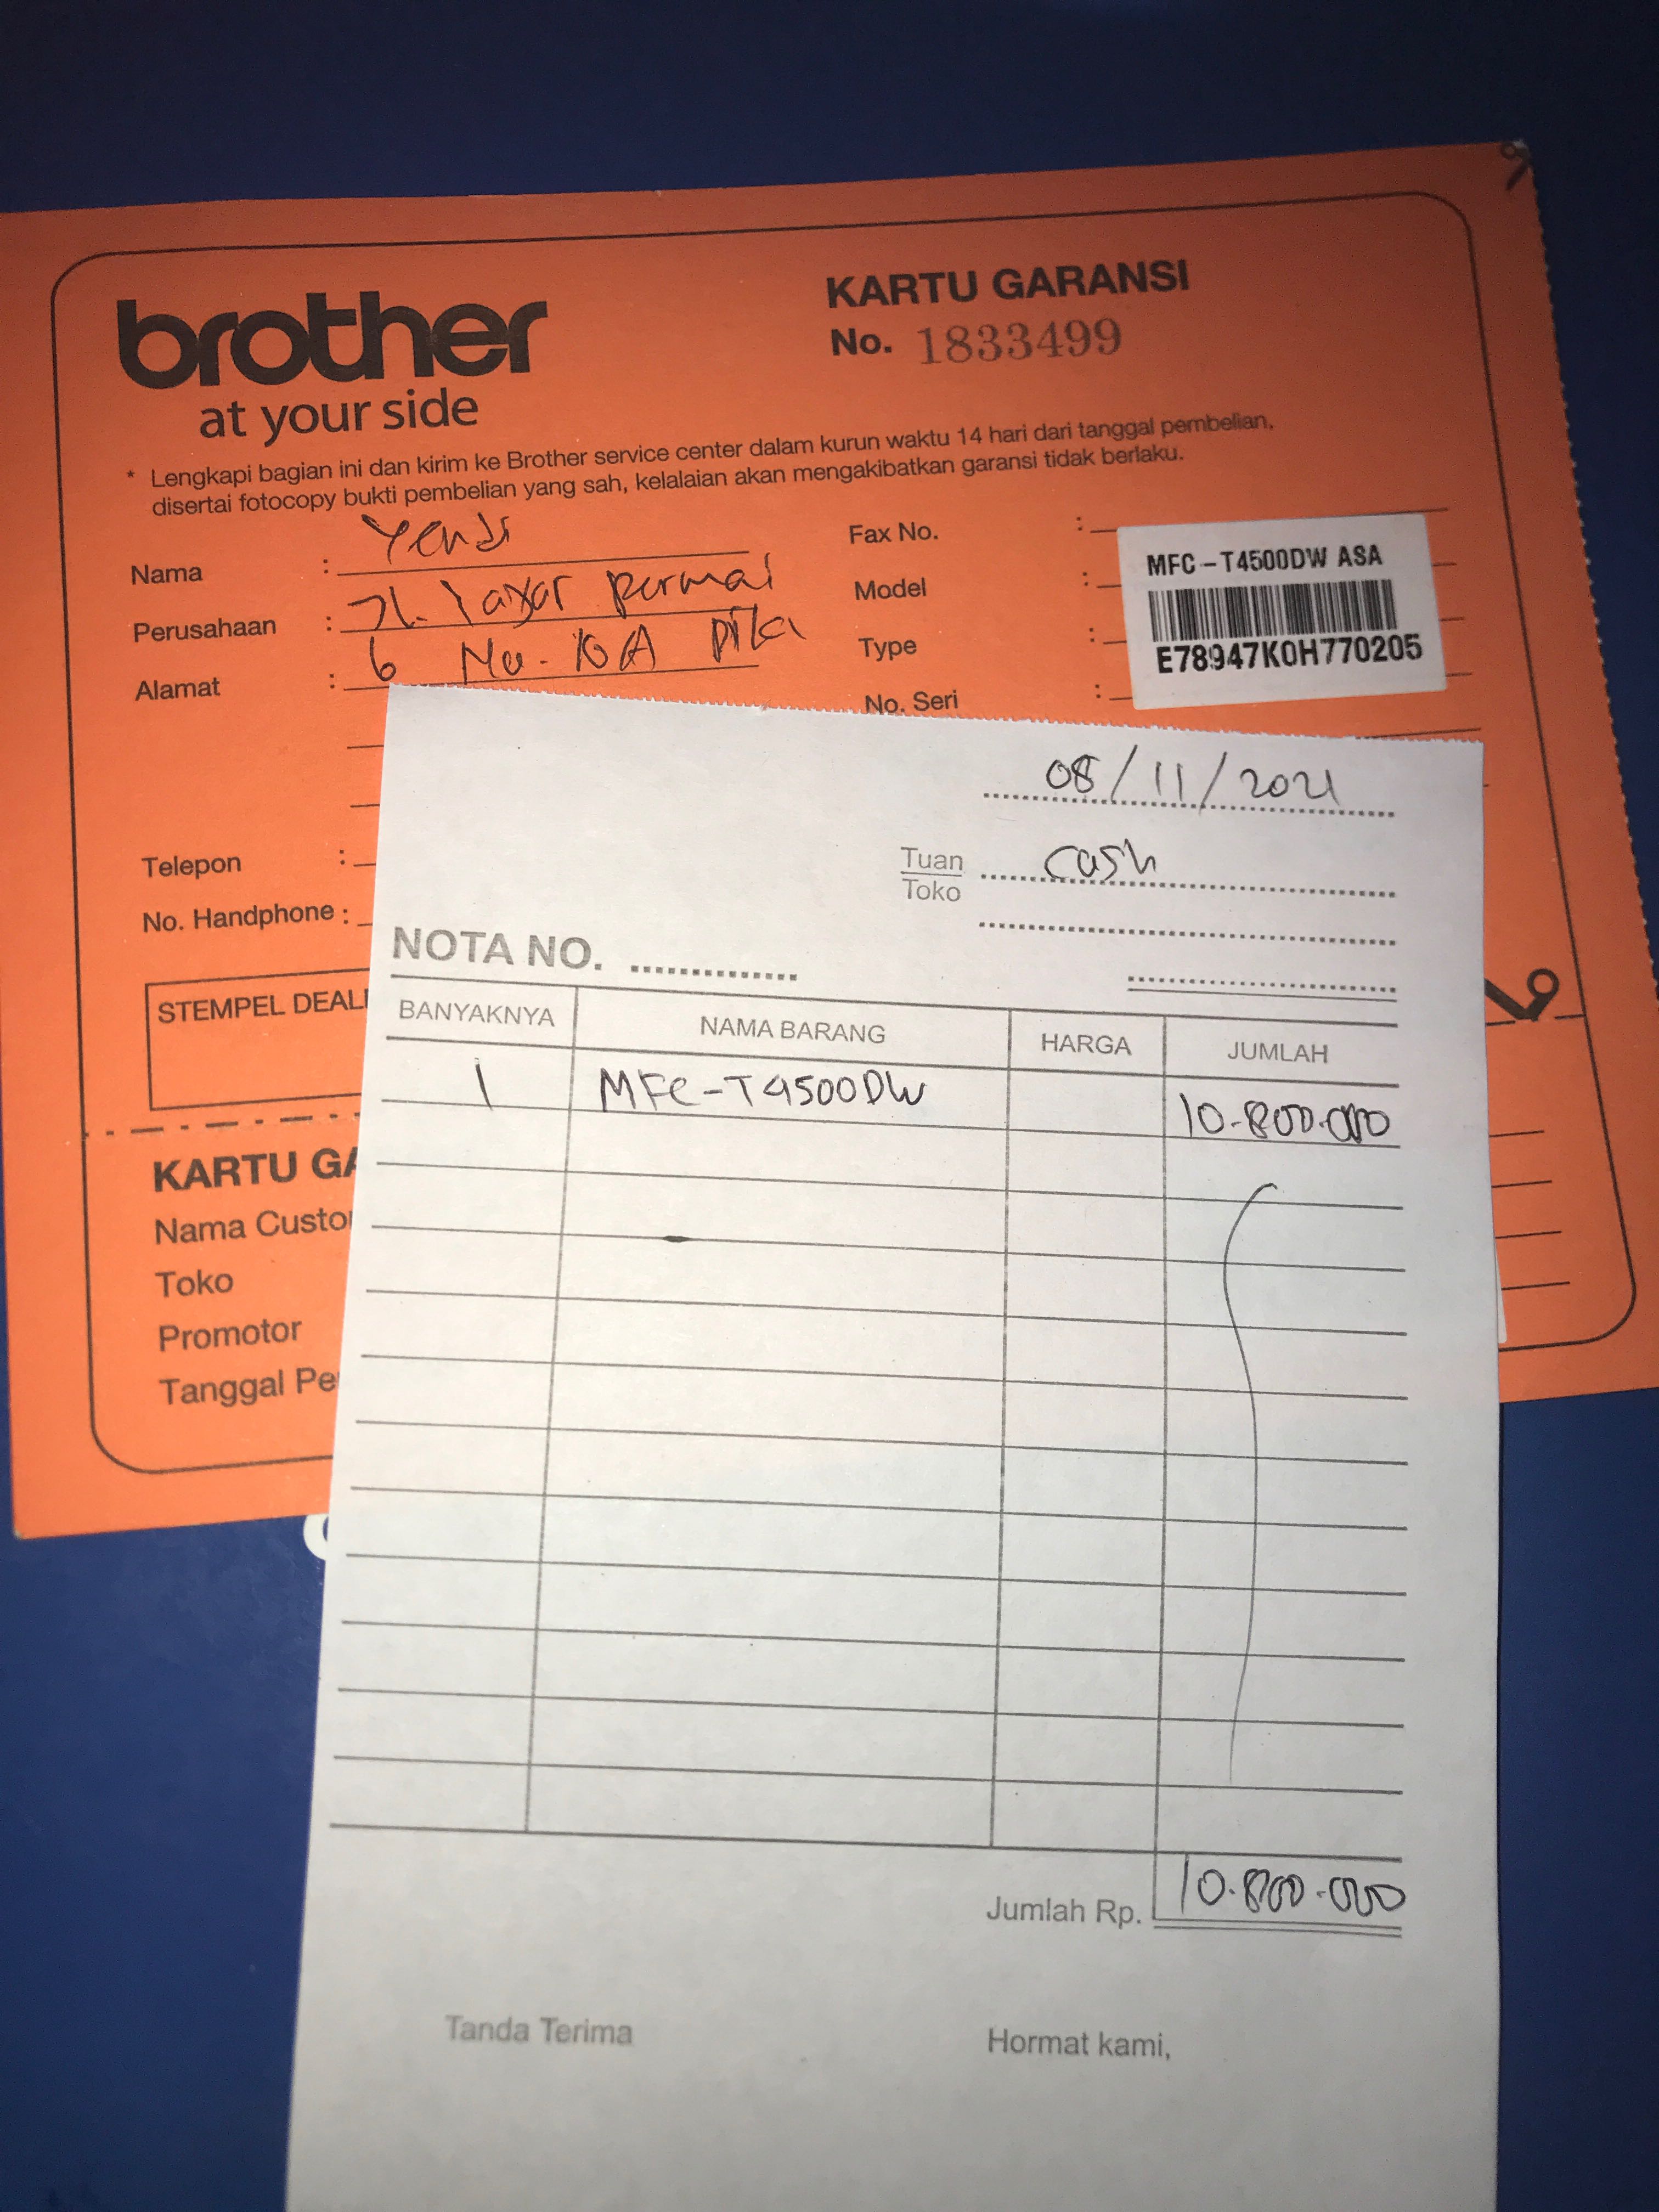 brother
at your side
KARTU GARANSI
No. 1833499
* Lengkapi bagian ini dan kirim ke Brother service center dalam kurun waktu 14 hari dari tanggal pembelian,
disertai fotocopy bukti pembelian yang sah, kelalaian akan mengakibatkan garansi tidak berlaku.
Nama :
Perusahaan : Jl. layar permai
Alamat : 6 No. A Pik
Telepon :
No. Handphone :
Fax No. :
Model :
Type :
No. Seri :
MFC-T4500DW ASA
E78947K0H770205
STEMPEL DEAL
KARTU GA
Nama Custo
Toko
Promotor
Tanggal Pe
08/11/2021
Tuan
Toko cash
NOTA NO.
BANYAKNYA NAMA BARANG HARGA JUMLAH
1 MFC-T4500DW 10.800.000
Jumlah Rp. 10.800.000
Tanda Terima Hormat kami,